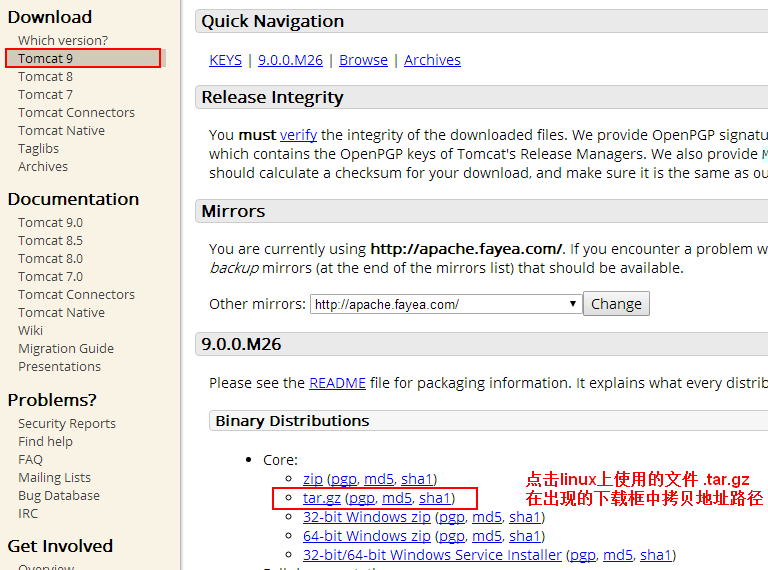 Download
Which version?
Tomcat 9
Tomcat 8
Tomcat 7
Tomcat Connectors
Tomcat Native
Taglibs
Archives
Documentation
Tomcat 9.0
Tomcat 8.5
Tomcat 8.0
Tomcat 7.0
Tomcat Connectors
Tomcat Native
Wiki
Migration Guide
Presentations
Problems?
Security Reports
Find help
FAQ
Mailing Lists
Bug Database
IRC
Get Involved
Overview
Quick Navigation
KEYS | 9.0.0.M26 | Browse | Archives
Release Integrity
You must verify the integrity of the downloaded files. We provide OpenPGP signatu
which contains the OpenPGP keys of Tomcat's Release Managers. We also provide M
should calculate a checksum for your download, and make sure it is the same as ou
Mirrors
You are currently using http://apache.fayea.com/. If you encounter a problem w
backup mirrors (at the end of the mirrors list) that should be available.
Other mirrors: http://apache.fayea.com/ Change
9.0.0.M26
Please see the README file for packaging information. It explains what every distrib
Binary Distributions
Core:
zip (pgp, md5, sha1)
tar.gz (pgp, md5, sha1)
32-bit Windows zip (pgp, md5, sha1)
64-bit Windows zip (pgp, md5, sha1)
32-bit/64-bit Windows Service Installer (pgp, md5, sha1)
点击linux上使用的文件 .tar.gz
在出现的下载框中拷贝地址路径